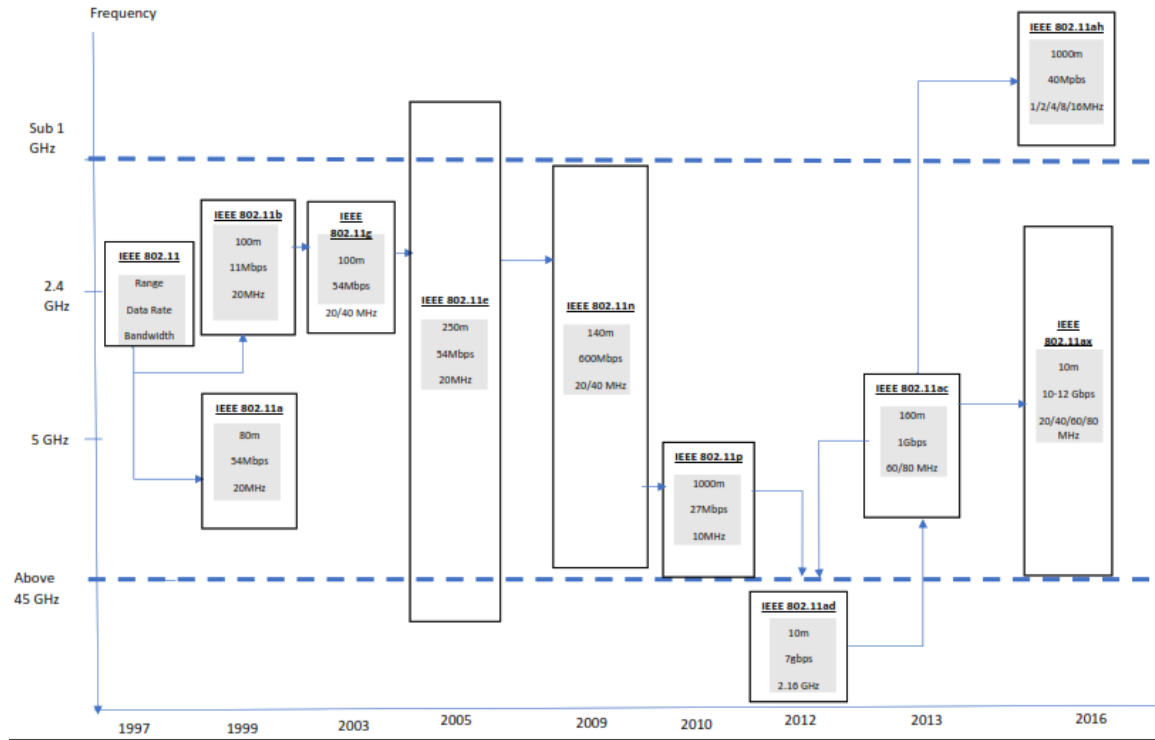 Frequency
Sub 1
GHz
2.4
GHz
5 GHz
Above
45 GHz
IEEE 802.11
Range
Data Rate
Bandwidth
IEEE 802.11b
100m
11Mbps
20MHz
IEEE 802.11a
80m
54Mbps
20MHz
IEEE
802.11g
100m
54Mbps
20/40 MHz
IEEE 802.11e
250m
54Mbps
20MHz
IEEE 802.11n
140m
600Mbps
20/40 MHz
IEEE 802.11p
1000m
27Mbps
10MHz
IEEE 802.11ad
10m
7gbps
2.16 GHz
IEEE 802.11ac
160m
1Gbps
60/80 MHz
IEEE 802.11ah
1000m
40Mpbs
1/2/4/8/16MHz
IEEE
802.11ax
10m
10-12 Gbps
20/40/60/80
MHz
1997
1999
2003
2005
2009
2010
2012
2013
2016